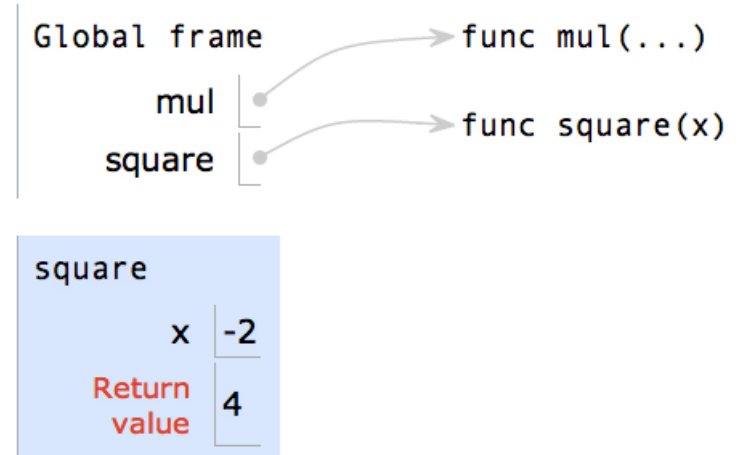 Global frame
func mul(...)
mul
func square(x)
square
square
x -2
Return
value 4